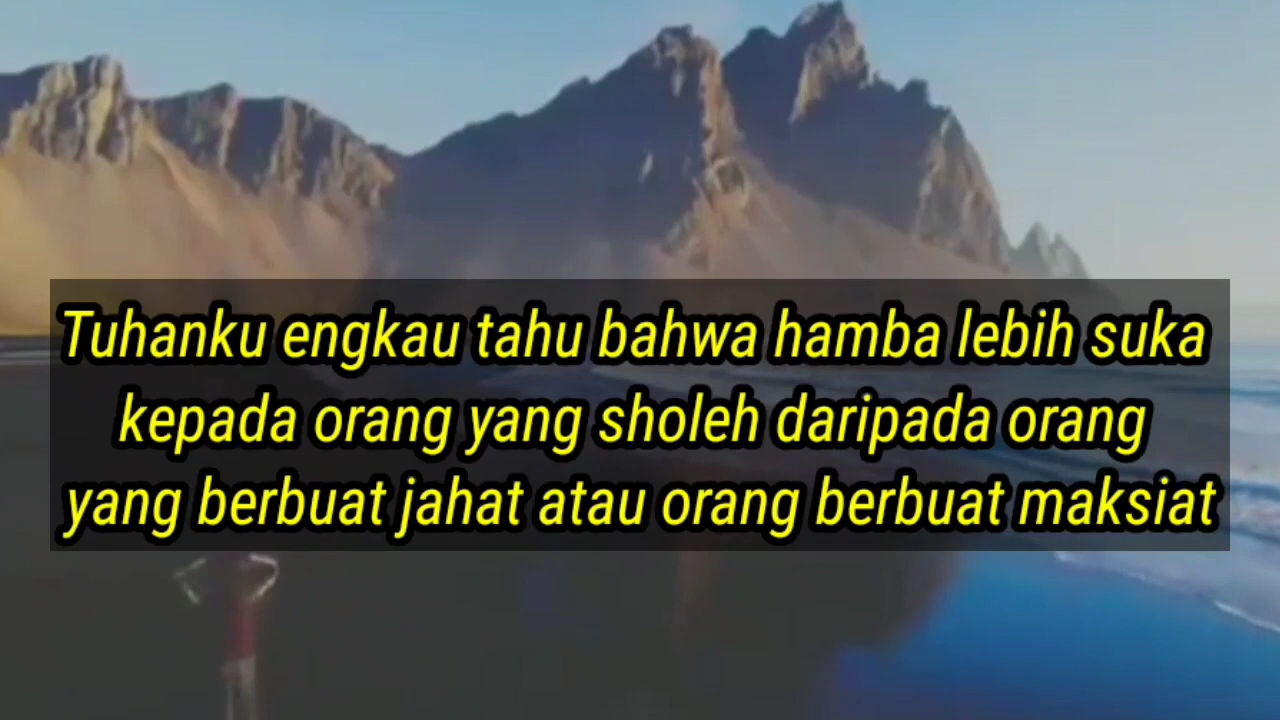 Tuhanku engkau tahu bahwa hamba lebih suka
kepada orang yang sholeh daripada orang
yang berbuat jahat atau orang berbuat maksiat